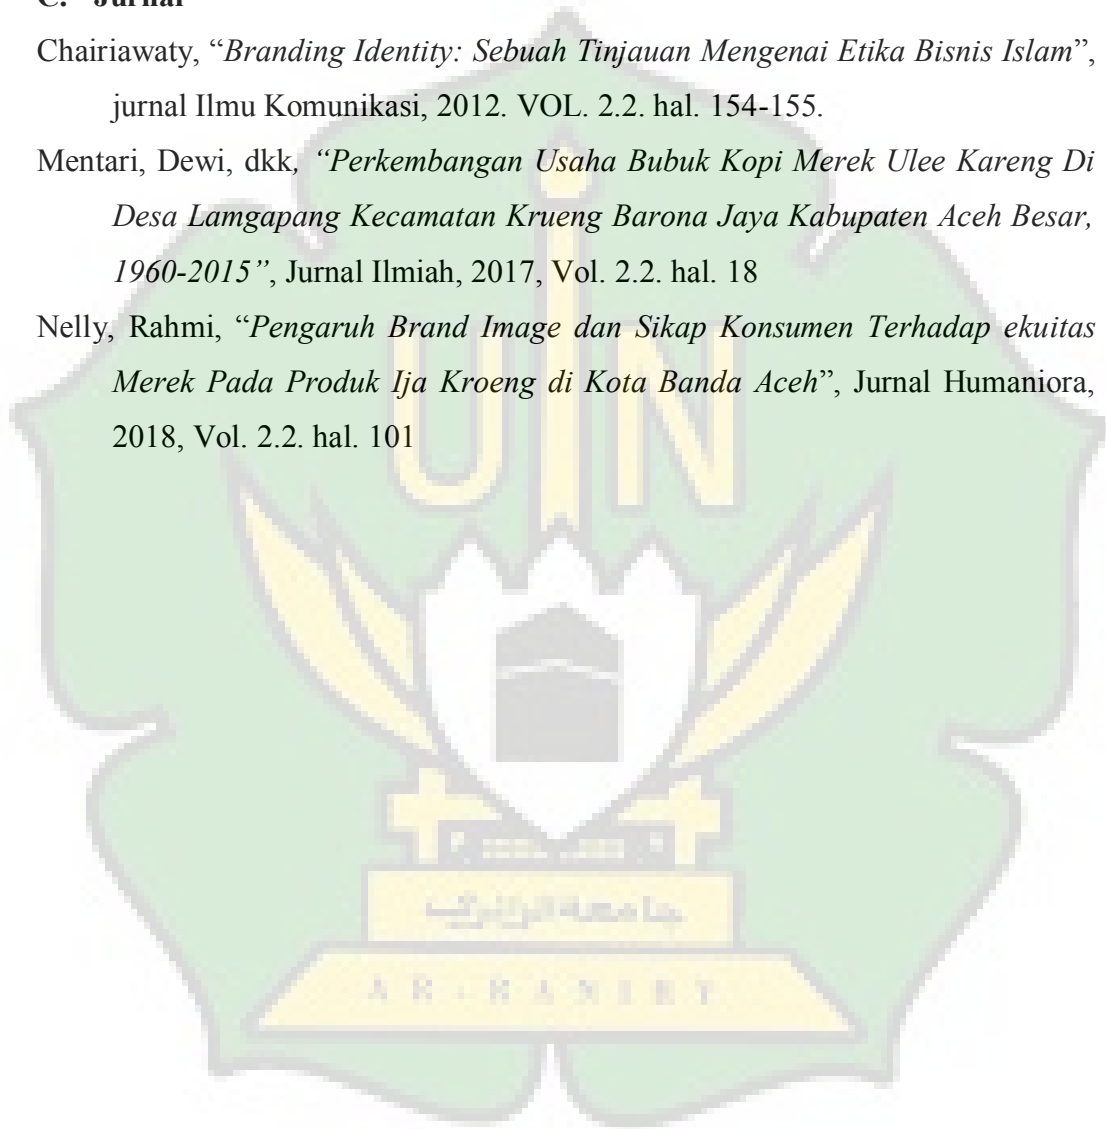 C. Jurnal
Chairiawaty, “Branding Identity: Sebuah Tinjauan Mengenai Etika Bisnis Islam”,
jurnal Ilmu Komunikasi, 2012. VOL. 2.2. hal. 154-155.
Mentari, Dewi, dkk, “Perkembangan Usaha Bubuk Kopi Merek Ulee Kareng Di
Desa Lamgapang Kecamatan Krueng Barona Jaya Kabupaten Aceh Besar,
1960-2015”, Jurnal Ilmiah, 2017, Vol. 2.2. hal. 18
Nelly, Rahmi, “Pengaruh Brand Image dan Sikap Konsumen Terhadap ekuitas
Merek Pada Produk Ija Kroeng di Kota Banda Aceh”, Jurnal Humaniora,
2018, Vol. 2.2. hal. 101
UIN
جامعة الرانيري
AR-RANIRY